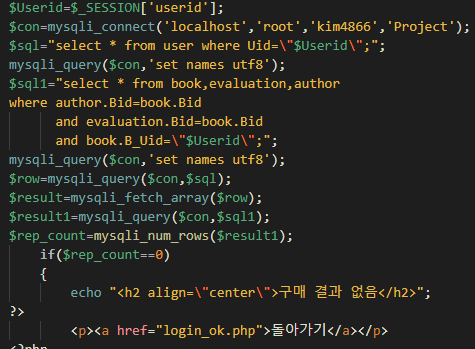 $Userid=$_SESSION['userid'];
$con=mysqli_connect('localhost','root','kim4866','Project');
$sql="select * from user where Uid=\"$Userid\";";
mysqli_query($con,'set names utf8');
$sql1="select * from book,evaluation,author
where author.Bid=book.Bid
and evaluation.Bid=book.Bid
and book.B_Uid=\"$Userid\";";
mysqli_query($con,'set names utf8');
$row=mysqli_query($con,$sql);
$result=mysqli_fetch_array($row);
$result1=mysqli_query($con,$sql1);
$rep_count=mysqli_num_rows($result1);
if($rep_count==0)
{
echo "<h2 align=\"center\">구매 결과 없음</h2>";
?>
<p><a href="login_ok.php">돌아가기</a></p>
<?php